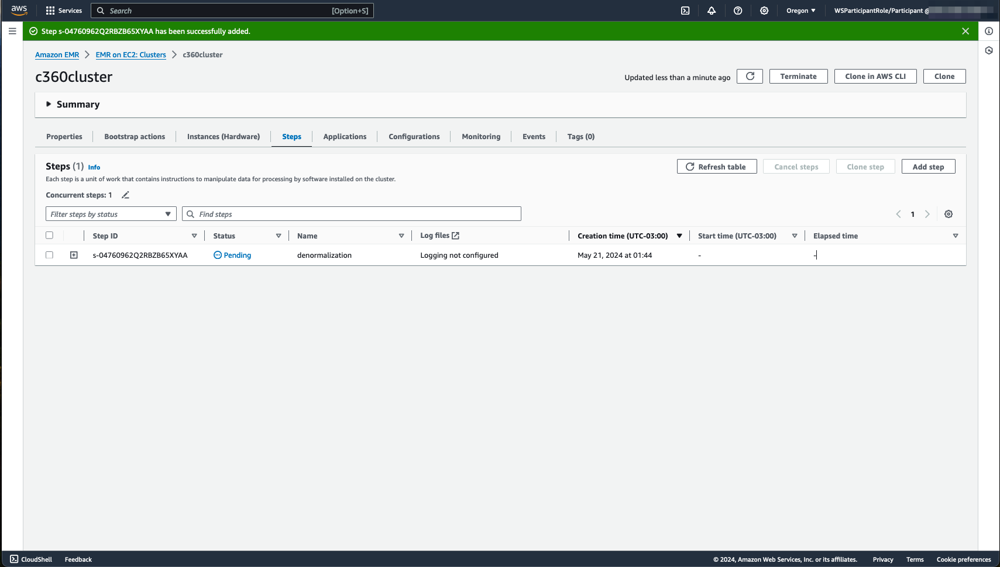 aws Services Search [Option+S] Oregon WSParticipantRole/Participant @
Step s-04760962Q2RBZB65XYAA has been successfully added.
Amazon EMR EMR on EC2: Clusters c360cluster
c360cluster Updated less than a minute ago Terminate Clone in AWS CLI Clone
Summary
Properties Bootstrap actions Instances (Hardware) Steps Applications Configurations Monitoring Events Tags (0)
Steps (1) Info Refresh table Cancel steps Clone step Add step
Each step is a unit of work that contains instructions to manipulate data for processing by software installed on the cluster.
Concurrent steps: 1
Filter steps by status Find steps 1
Step ID Status Name Log files Creation time (UTC-03:00) Start time (UTC-03:00) Elapsed time
s-04760962Q2RBZB65XYAA Pending denormalization Logging not configured May 21, 2024 at 01:44 - -
CloudShell Feedback © 2024, Amazon Web Services, Inc. or its affiliates. Privacy Terms Cookie preferences